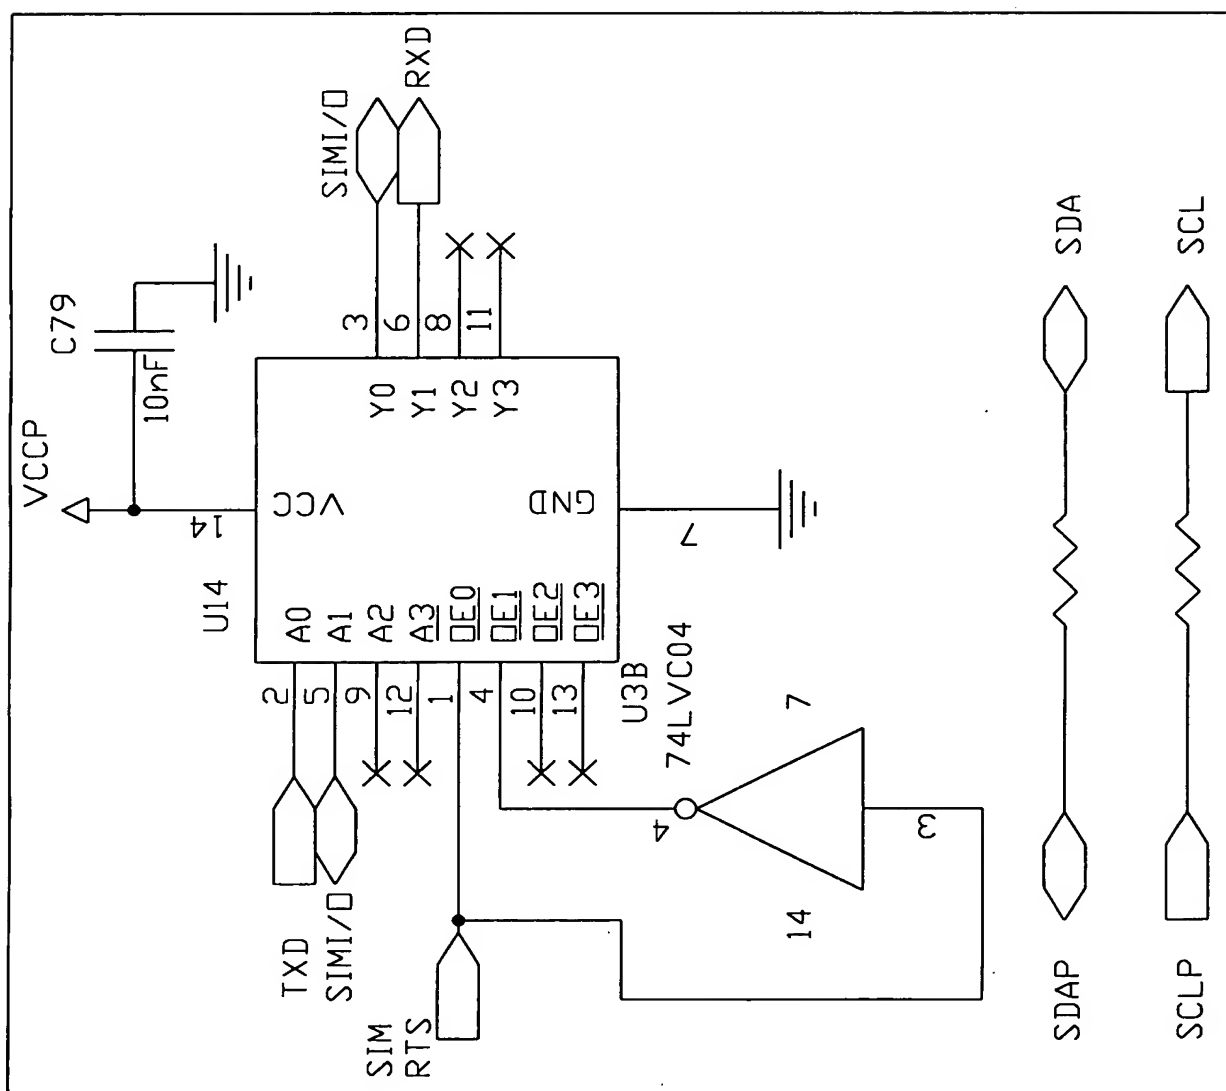 VCCP
C79
10nF
14
U14
VCC
GND
7
TXD
SIMI/O
SIM
RTS
2
5
9
12
1
4
10
13
A0
A1
A2
A3
OE0
OE1
OE2
OE3
Y0
Y1
Y2
Y3
3
6
8
11
SIMI/O
RXD
U3B
74LVC04
4
7
14
3
SDAP
SDA
SCLP
SCL